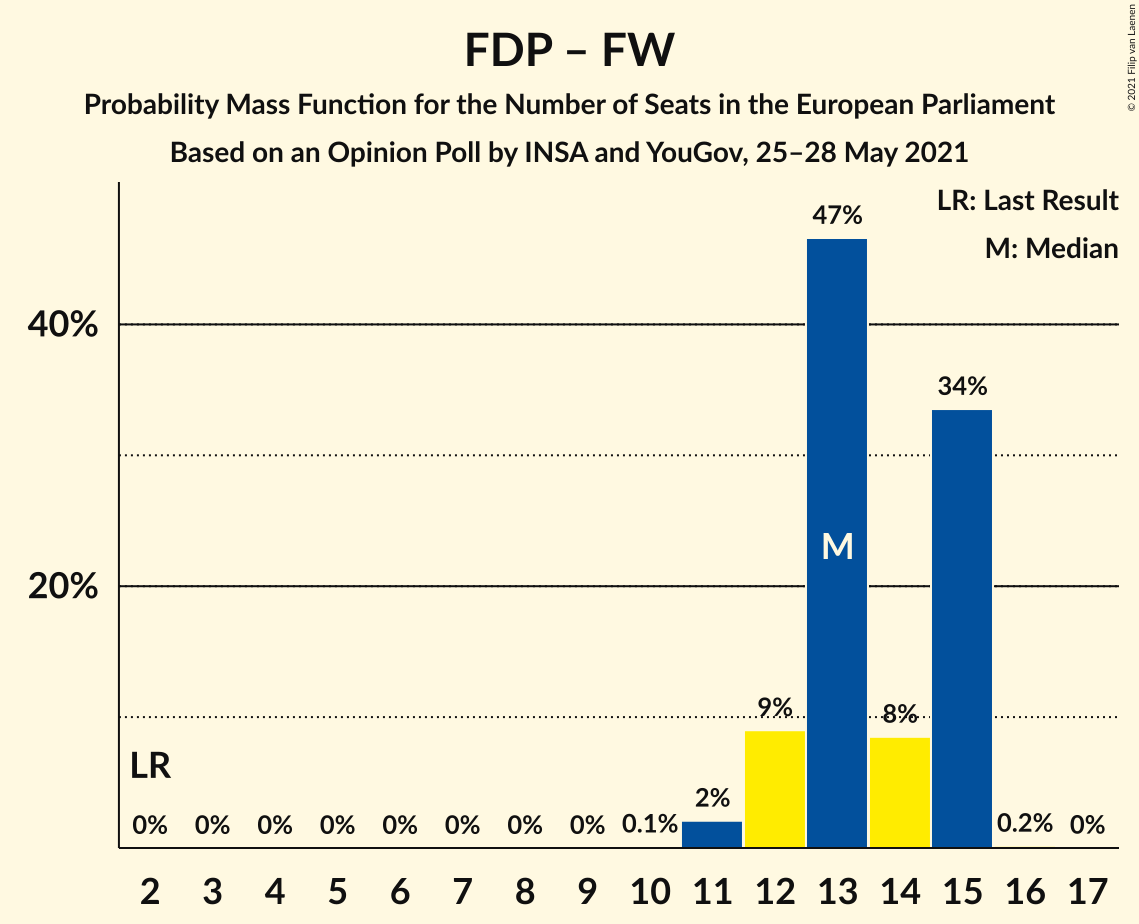 FDP – FW
Probability Mass Function for the Number of Seats in the European Parliament
Based on an Opinion Poll by INSA and YouGov, 25–28 May 2021
© 2021 Filip van Laenen
LR: Last Result
M: Median
47%
40%
34%
M
20%
9%
8%
LR
2%
0% 0% 0% 0% 0% 0% 0% 0% 0.1% 0.2% 0%
2 3 4 5 6 7 8 9 10 11 12 13 14 15 16 17